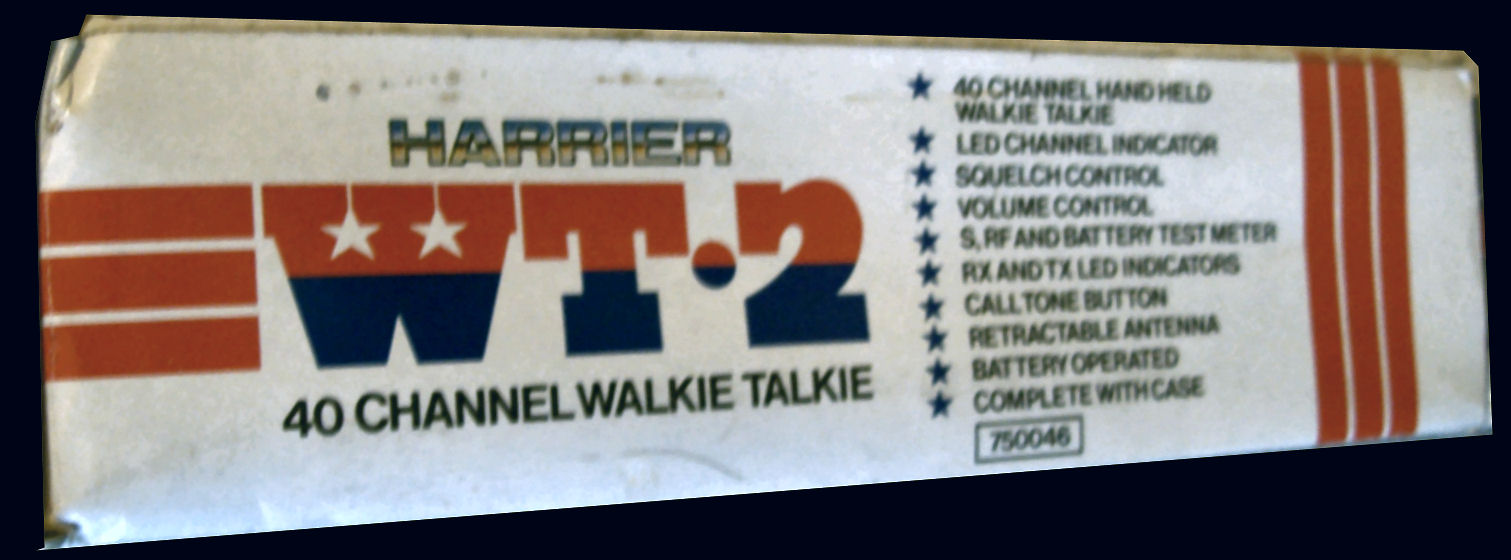 HARRIER
WT·2
40 CHANNEL WALKIE TALKIE
40 CHANNEL HAND HELD
WALKIE TALKIE
LED CHANNEL INDICATOR
SQUELCH CONTROL
VOLUME CONTROL
S, RF AND BATTERY TEST METER
RX AND TX LED INDICATORS
CALL TONE BUTTON
RETRACTABLE ANTENNA
BATTERY OPERATED
COMPLETE WITH CASE
750046